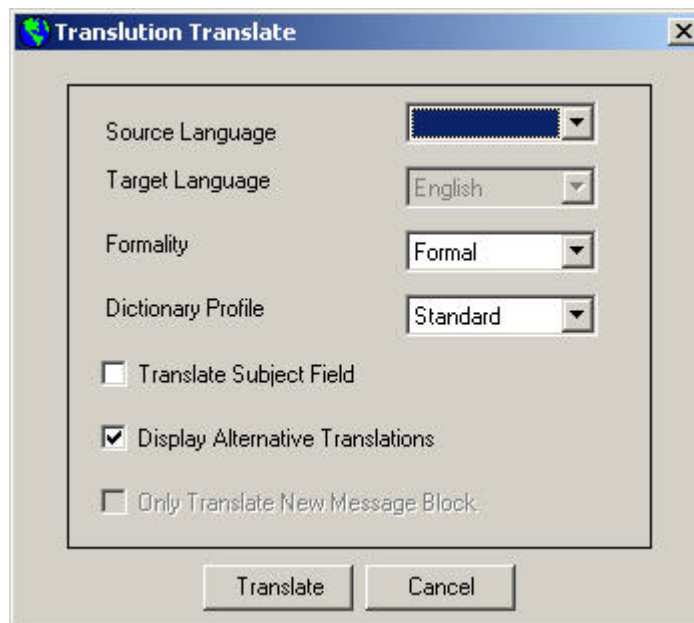 Translution Translate
Source Language
Target Language English
Formality Formal
Dictionary Profile Standard
Translate Subject Field
Display Alternative Translations
Only Translate New Message Block
Translate Cancel